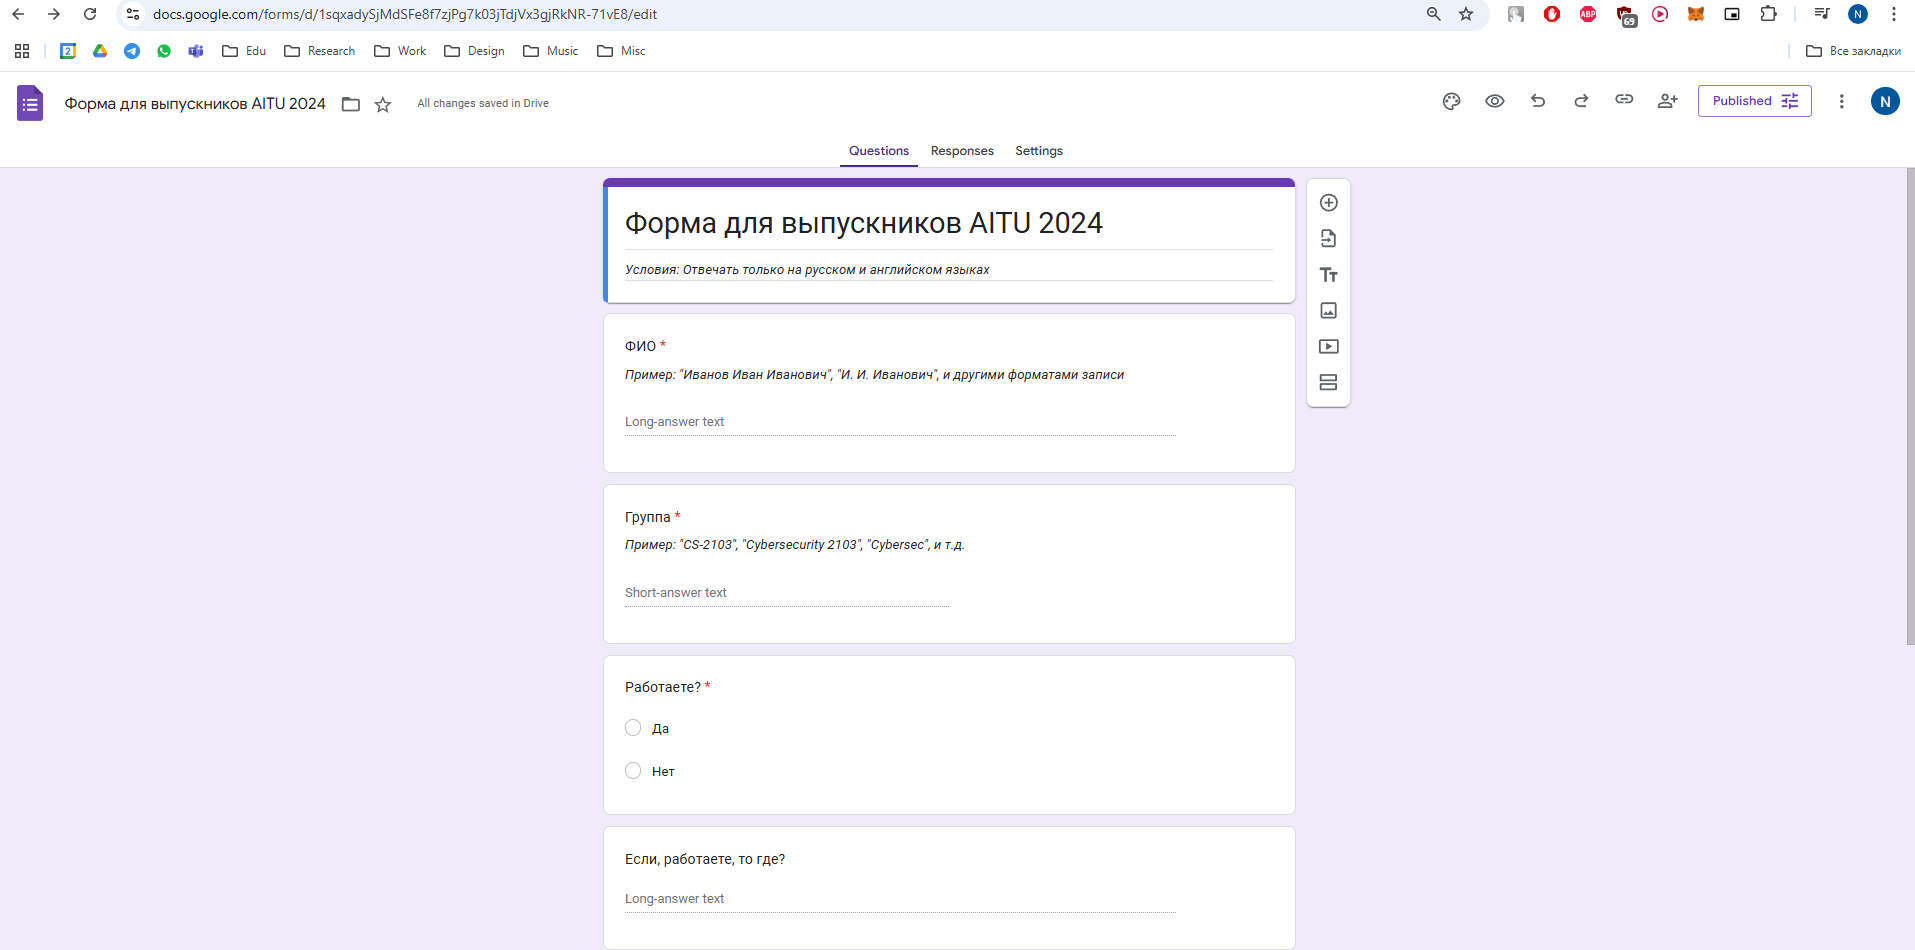 docs.google.com/forms/d/1sqxadySjMdSFe8f7zjPg7k03jTdjVx3gjRkNR-71vE8/edit
ABP
69
N
2
Edu
Research
Work
Design
Music
Misc
Все закладки
Форма для выпускников AITU 2024
All changes saved in Drive
Published
N
Questions
Responses
Settings
Форма для выпускников AITU 2024
Условия: Отвечать только на русском и английском языках
ФИО *
Пример: "Иванов Иван Иванович", "И. И. Иванович", и другими форматами записи
Long-answer text
Группа *
Пример: "CS-2103", "Cybersecurity 2103", "Cybersec", и т.д.
Short-answer text
Работаете? *
Да
Нет
Если, работаете, то где?
Long-answer text